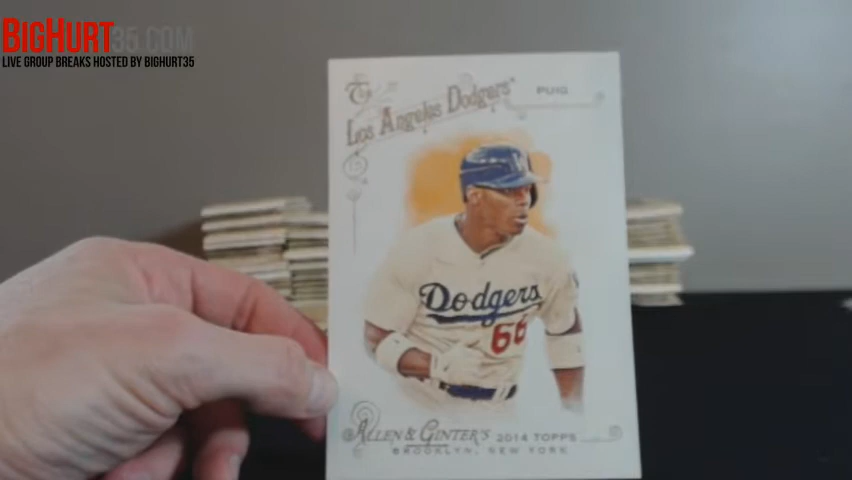 BIGHURT35.COM
LIVE GROUP BREAKS HOSTED BY BIGHURT35
The
Los Angeles Dodgers
PUIG
Dodgers
66
ALLEN & GINTER'S 2014 TOPPS
BROOKLYN, NEW YORK